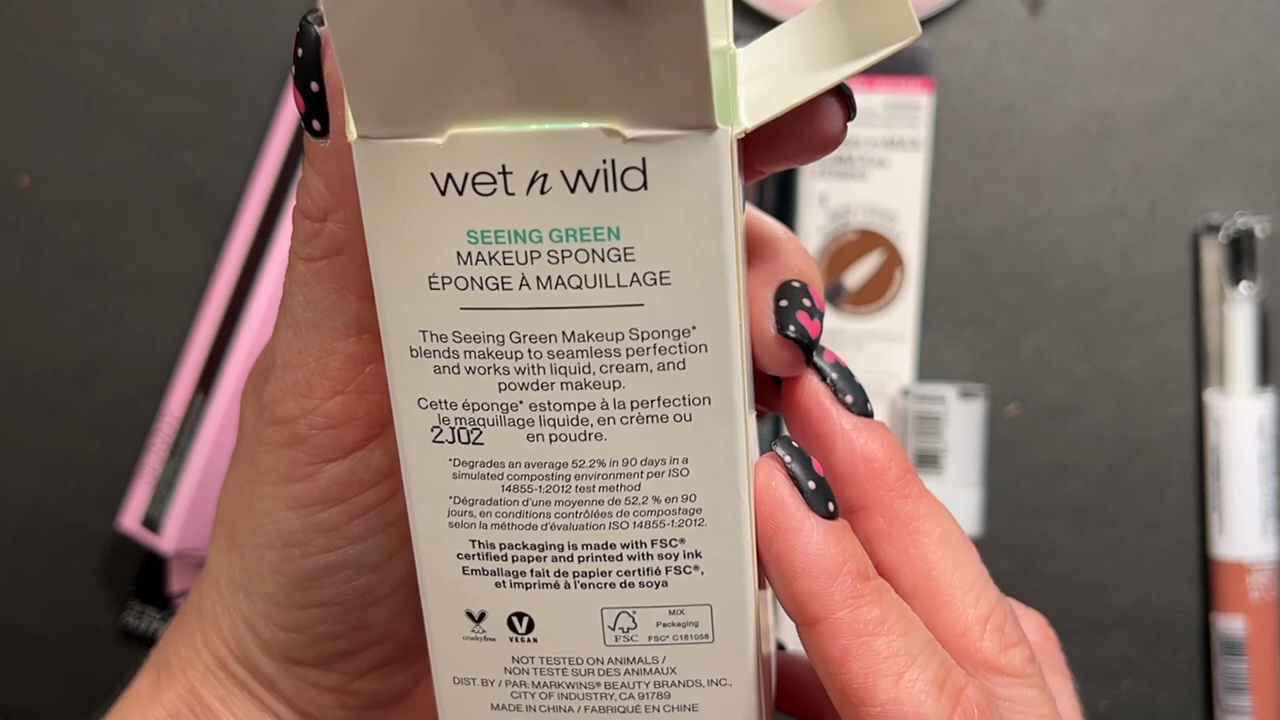 wet n wild
SEEING GREEN
MAKEUP SPONGE
ÉPONGE À MAQUILLAGE
The Seeing Green Makeup Sponge*
blends makeup to seamless perfection
and works with liquid, cream, and
powder makeup.
Cette éponge* estompe à la perfection
le maquillage liquide, en crème ou
en poudre.
2J02
*Degrades an average 52.2% in 90 days in a
simulated composting environment per ISO
14855-1:2012 test method
*Dégradation d'une moyenne de 52,2 % en 90
jours, en conditions contrôlées de compostage
selon la méthode d'évaluation ISO 14855-1:2012.
This packaging is made with FSC®
certified paper and printed with soy ink
Emballage fait de papier certifié FSC®,
et imprimé à l'encre de soya
crueltyfree
VEGAN
FSC
MIX
Packaging
FSC® C181058
NOT TESTED ON ANIMALS /
NON TESTÉ SUR DES ANIMAUX
DIST. BY / PAR: MARKWINS® BEAUTY BRANDS, INC.,
CITY OF INDUSTRY, CA 91789
MADE IN CHINA / FABRIQUÉ EN CHINE